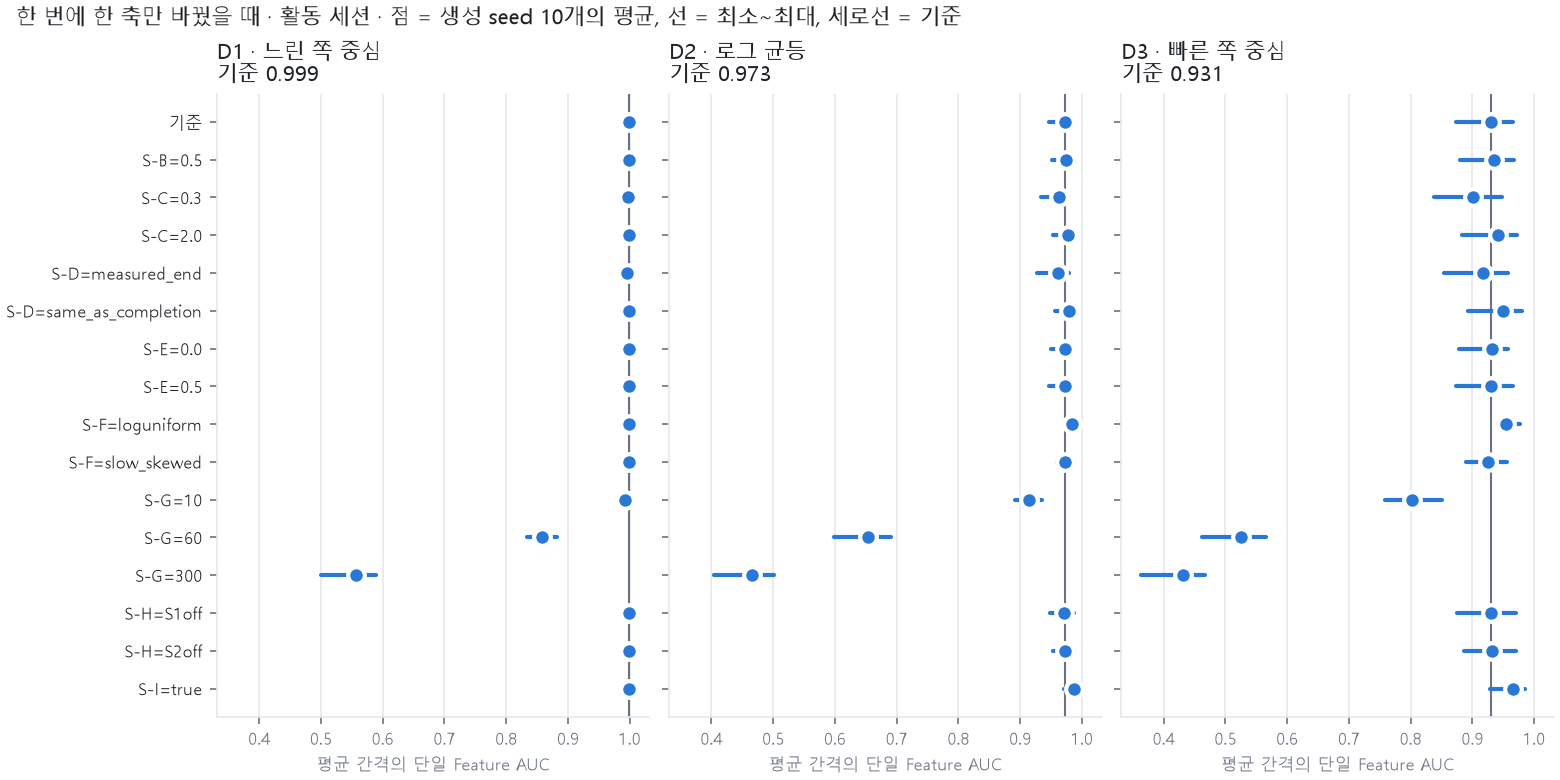 한 번에 한 축만 바꿨을 때 · 활동 세션 · 점 = 생성 seed 10개의 평균, 선 = 최소~최대, 세로선 = 기준
D1 · 느린 쪽 중심
기준 0.999
D2 · 로그 균등
기준 0.973
D3 · 빠른 쪽 중심
기준 0.931
기준
S-B=0.5
S-C=0.3
S-C=2.0
S-D=measured_end
S-D=same_as_completion
S-E=0.0
S-E=0.5
S-F=loguniform
S-F=slow_skewed
S-G=10
S-G=60
S-G=300
S-H=S1off
S-H=S2off
S-I=true
0.4 0.5 0.6 0.7 0.8 0.9 1.0
0.4 0.5 0.6 0.7 0.8 0.9 1.0
0.4 0.5 0.6 0.7 0.8 0.9 1.0
평균 간격의 단일 Feature AUC
평균 간격의 단일 Feature AUC
평균 간격의 단일 Feature AUC